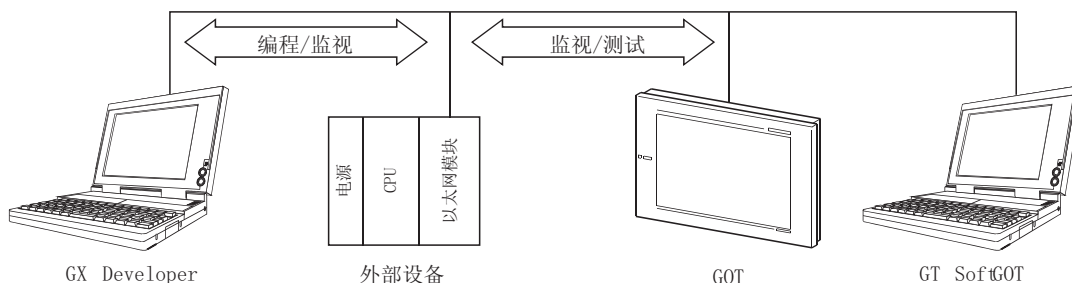 编程/监视
监视/测试
电源
CPU
以太网模块
GX Developer
外部设备
GOT
GT SoftGOT